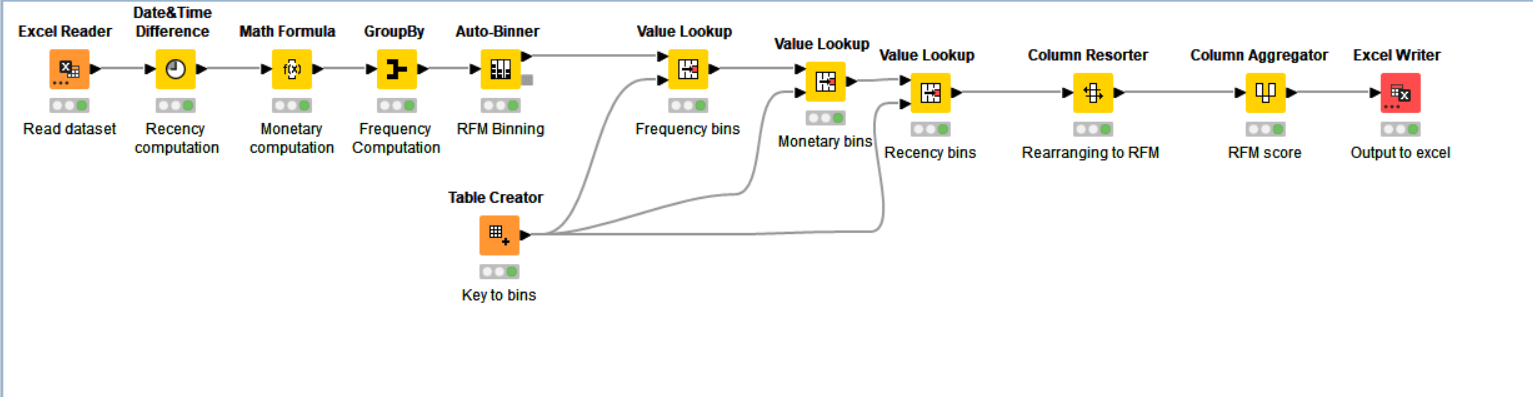 Excel Reader
Read dataset
Date&Time
Difference
Recency
computation
Math Formula
Monetary
computation
GroupBy
Frequency
Computation
Auto-Binner
RFM Binning
Table Creator
Key to bins
Value Lookup
Frequency bins
Value Lookup
Monetary bins
Value Lookup
Recency bins
Column Resorter
Rearranging to RFM
Column Aggregator
RFM score
Excel Writer
Output to excel